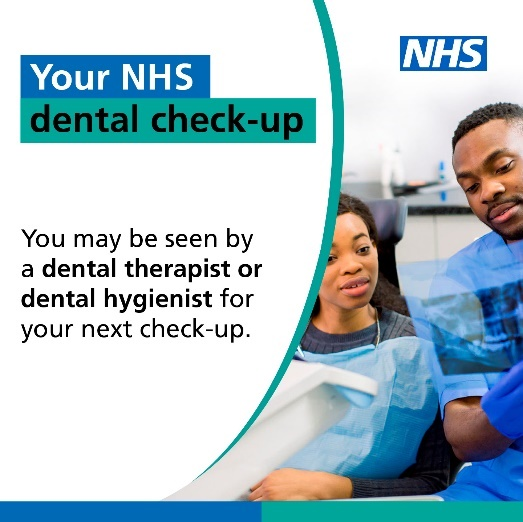 NHS
Your NHS
dental check-up
You may be seen by
a dental therapist or
dental hygienist for
your next check-up.